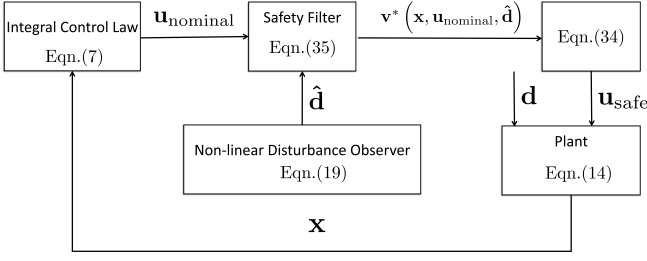 Integral Control Law
Eqn.(7)
u_nominal
Safety Filter
Eqn.(35)
v* (x, u_nominal, d̂)
Eqn.(34)
d̂
d
u_safe
Non-linear Disturbance Observer
Eqn.(19)
Plant
Eqn.(14)
x